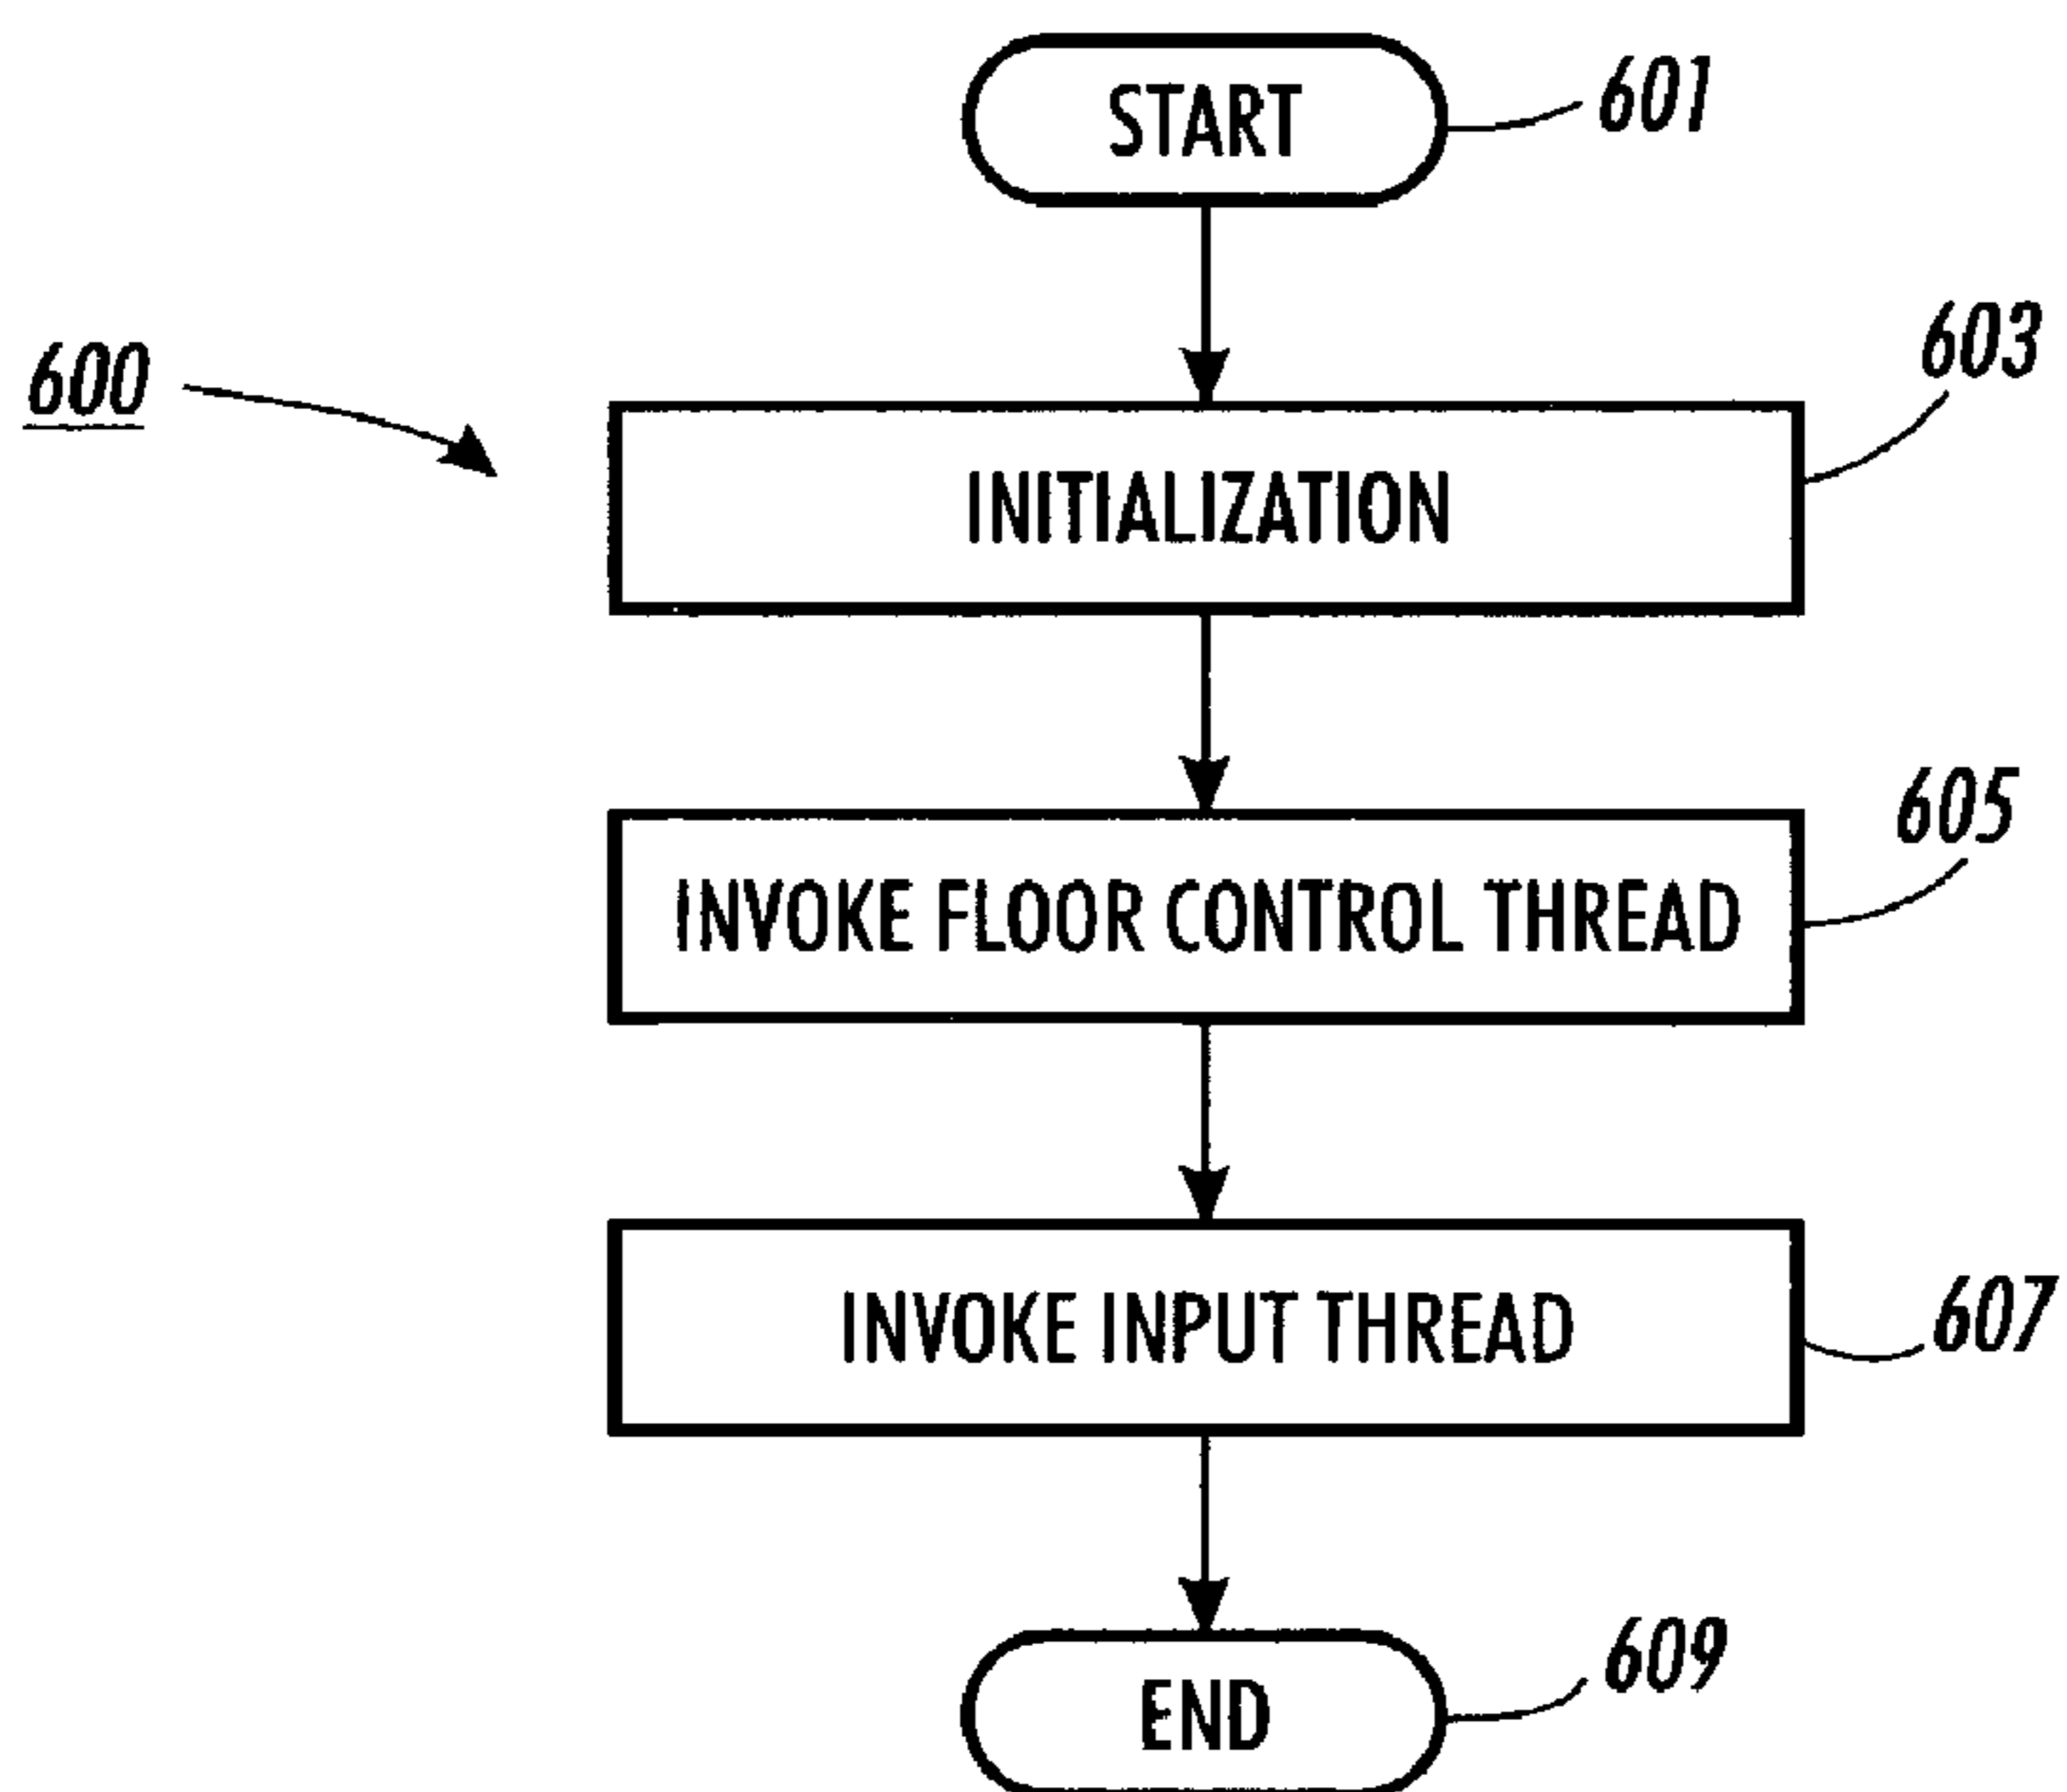 START
601
600
603
INITIALIZATION
605
INVOKE FLOOR CONTROL THREAD
607
INVOKE INPUT THREAD
609
END